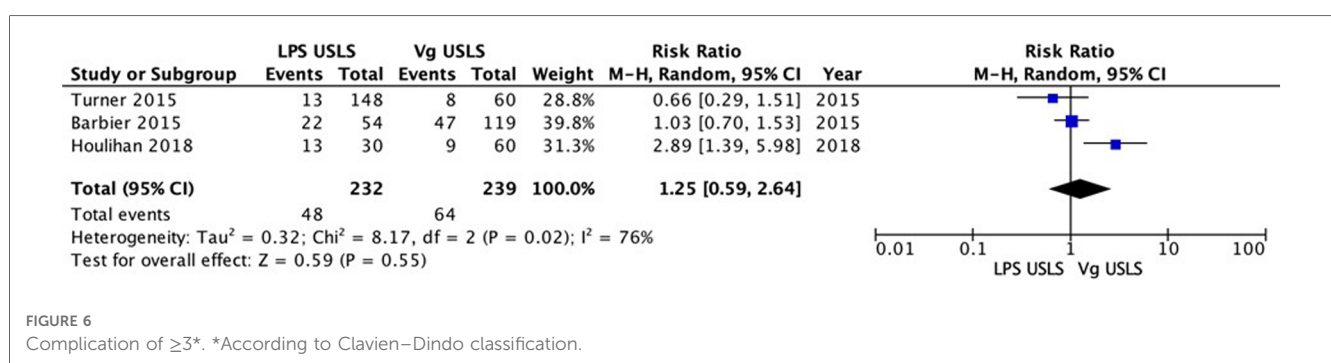 LPS USLS Vg USLS Risk Ratio Risk Ratio
Study or Subgroup Events Total Events Total Weight M-H, Random, 95% CI Year M-H, Random, 95% CI
Turner 2015 13 148 8 60 28.8% 0.66 [0.29, 1.51] 2015
Barbier 2015 22 54 47 119 39.8% 1.03 [0.70, 1.53] 2015
Houlihan 2018 13 30 9 60 31.3% 2.89 [1.39, 5.98] 2018
Total (95% CI) 232 239 100.0% 1.25 [0.59, 2.64]
Total events 48 64
Heterogeneity: Tau² = 0.32; Chi² = 8.17, df = 2 (P = 0.02); I² = 76%
Test for overall effect: Z = 0.59 (P = 0.55)
0.01 0.1 1 10 100
LPS USLS Vg USLS
FIGURE 6
Complication of ≥3*. *According to Clavien–Dindo classification.